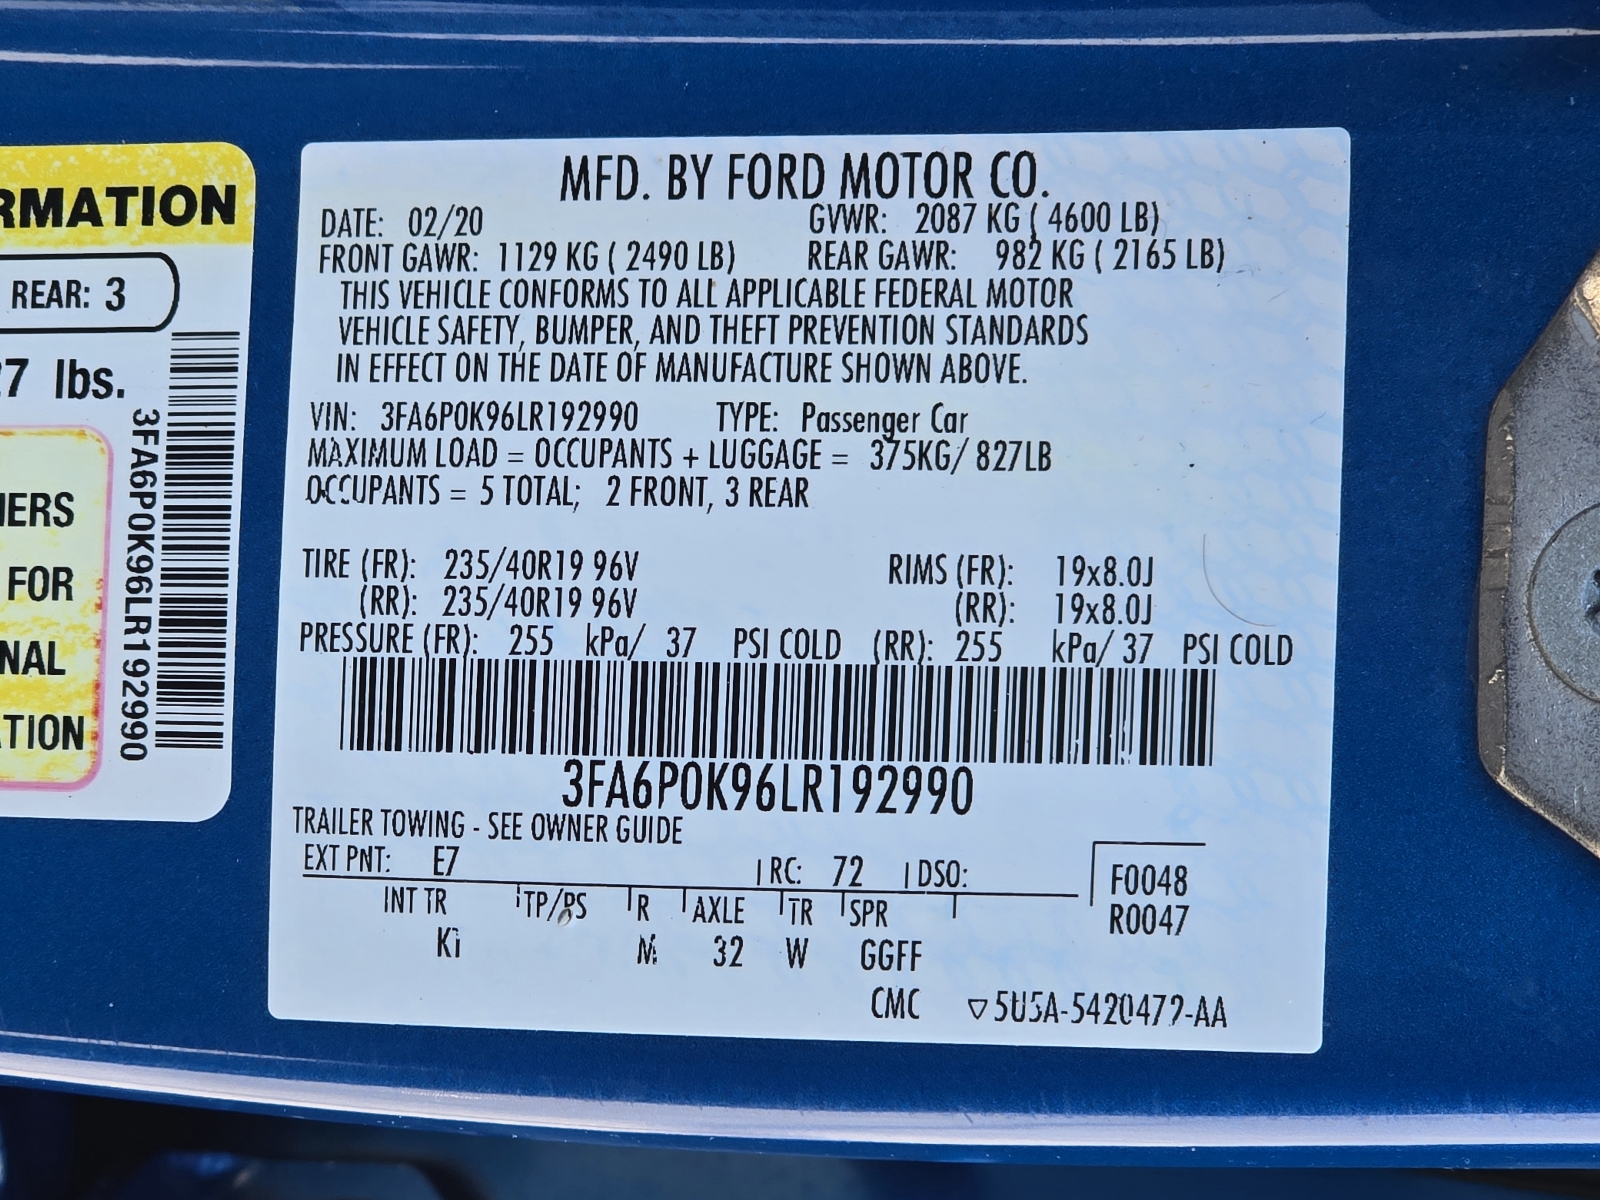 RMATION
REAR: 3
27 lbs.
3FA6P0K96LR192990
IERS
FOR
NAL
ATION
MFD. BY FORD MOTOR CO.
DATE: 02/20 GVWR: 2087 KG ( 4600 LB)
FRONT GAWR: 1129 KG ( 2490 LB) REAR GAWR: 982 KG ( 2165 LB)
THIS VEHICLE CONFORMS TO ALL APPLICABLE FEDERAL MOTOR
VEHICLE SAFETY, BUMPER, AND THEFT PREVENTION STANDARDS
IN EFFECT ON THE DATE OF MANUFACTURE SHOWN ABOVE.
VIN: 3FA6P0K96LR192990 TYPE: Passenger Car
MAXIMUM LOAD = OCCUPANTS + LUGGAGE = 375KG/ 827LB
OCCUPANTS = 5 TOTAL; 2 FRONT, 3 REAR
TIRE (FR): 235/40R19 96V RIMS (FR): 19x8.0J
(RR): 235/40R19 96V (RR): 19x8.0J
PRESSURE (FR): 255 kPa/ 37 PSI COLD (RR): 255 kPa/ 37 PSI COLD
3FA6P0K96LR192990
TRAILER TOWING - SEE OWNER GUIDE
EXT PNT: E7 RC: 72 DSO: F0048
INT TR TP/PS R AXLE TR SPR R0047
KI M 32 W GGFF
CMC ▽5U5A-5420472-AA